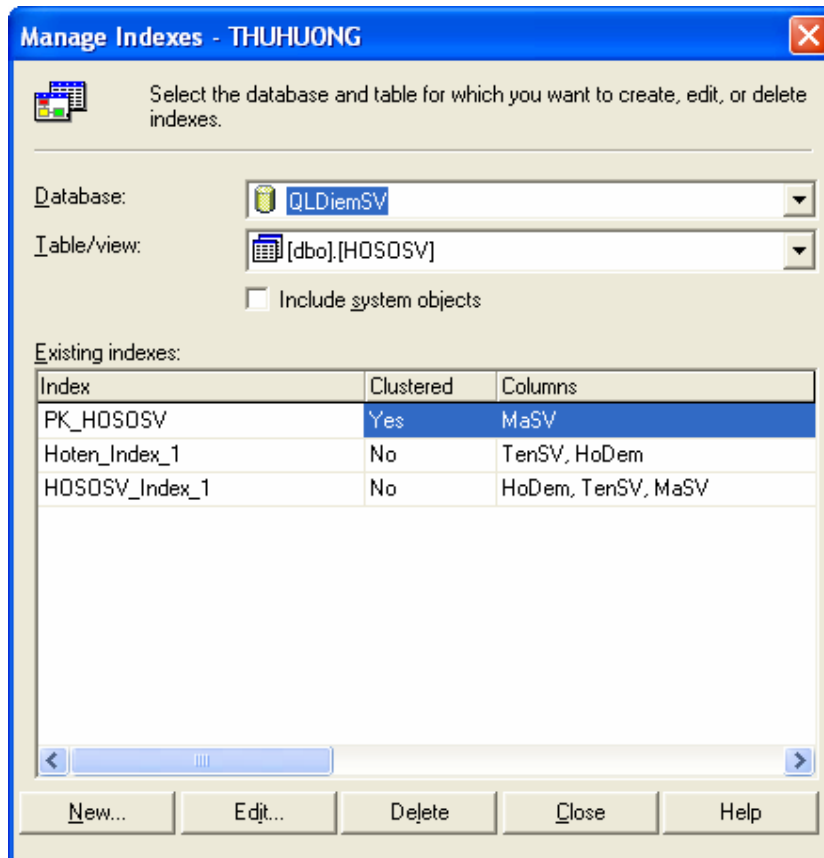 Manage Indexes - THUHUONG
Select the database and table for which you want to create, edit, or delete
indexes.
Database: QLDiemSV
Table/view: [dbo].[HOSOSV]
Include system objects
Existing indexes:
Index Clustered Columns
PK_HOSOSV Yes MaSV
Hoten_Index_1 No TenSV, HoDem
HOSOSV_Index_1 No HoDem, TenSV, MaSV
New... Edit... Delete Close Help